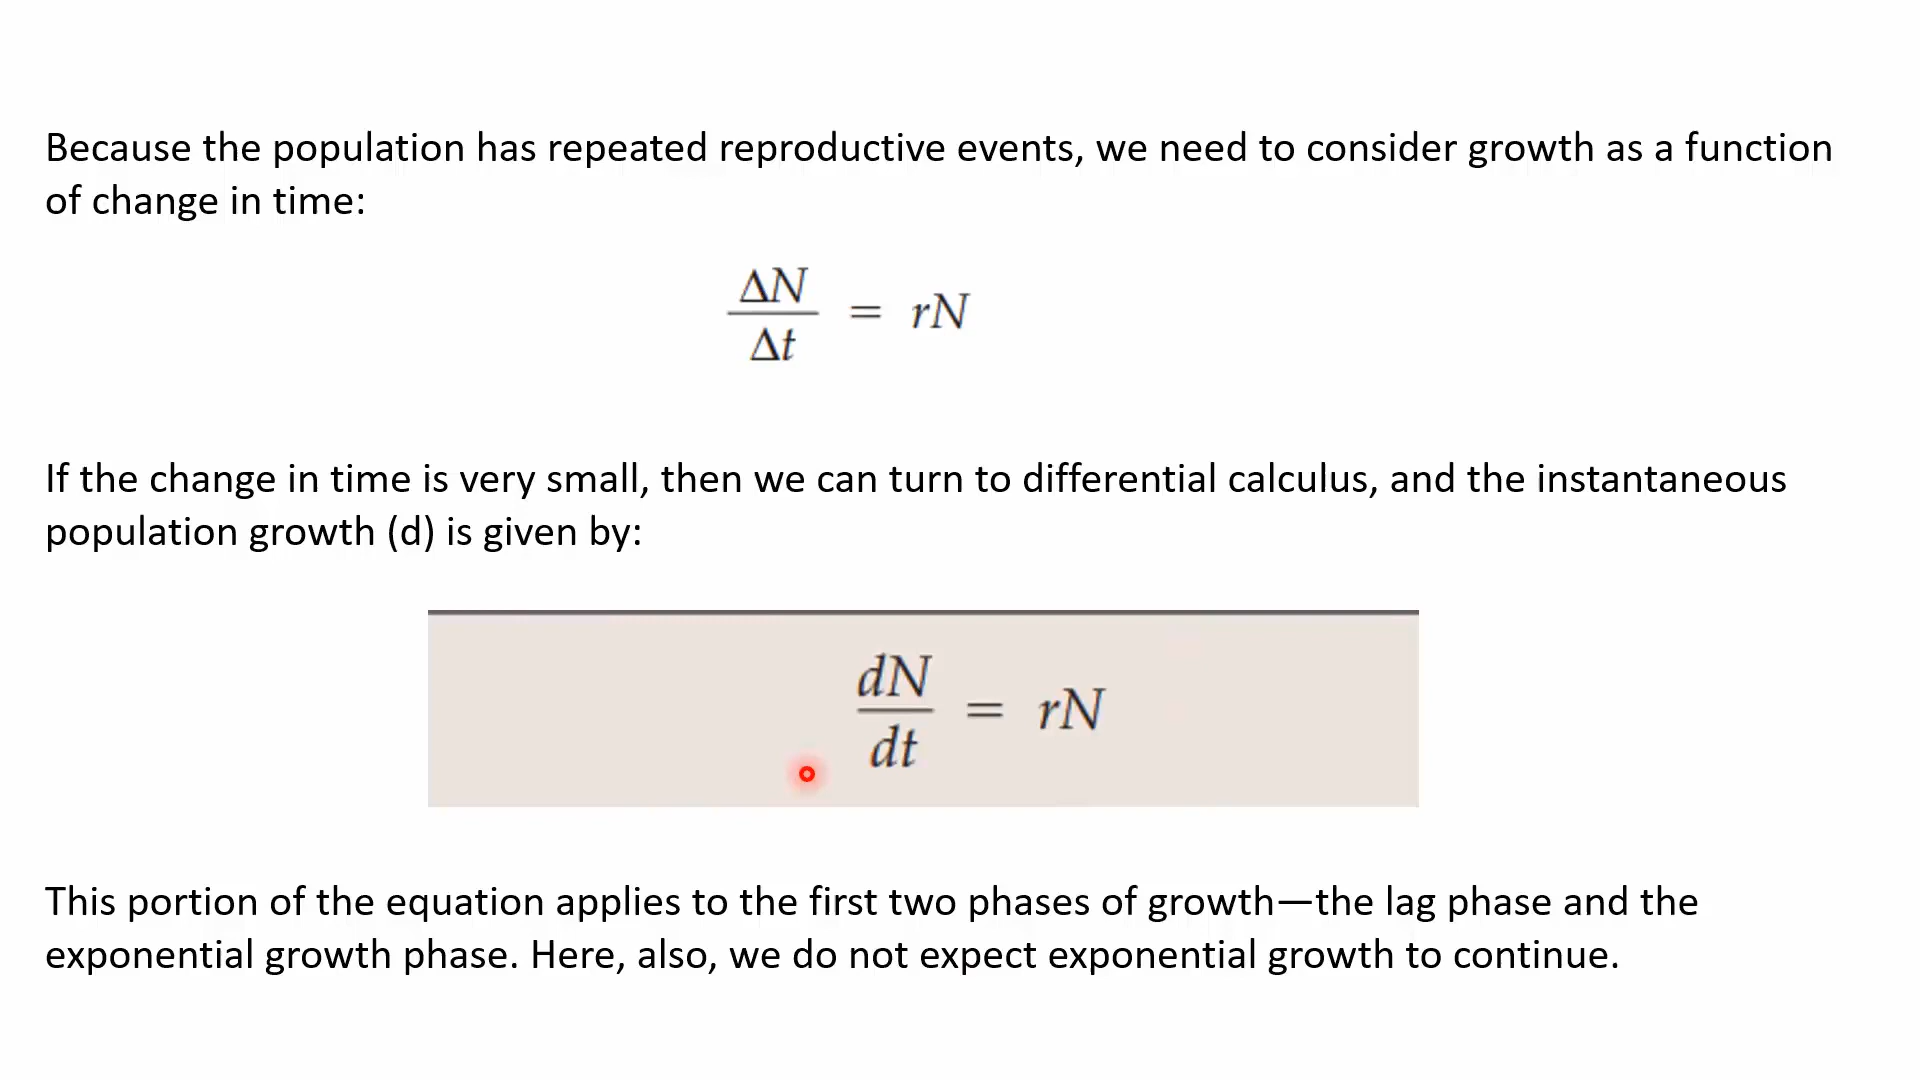 Because the population has repeated reproductive events, we need to consider growth as a function
of change in time:
ΔN/Δt = rN
If the change in time is very small, then we can turn to differential calculus, and the instantaneous
population growth (d) is given by:
dN/dt = rN
This portion of the equation applies to the first two phases of growth—the lag phase and the
exponential growth phase. Here, also, we do not expect exponential growth to continue.